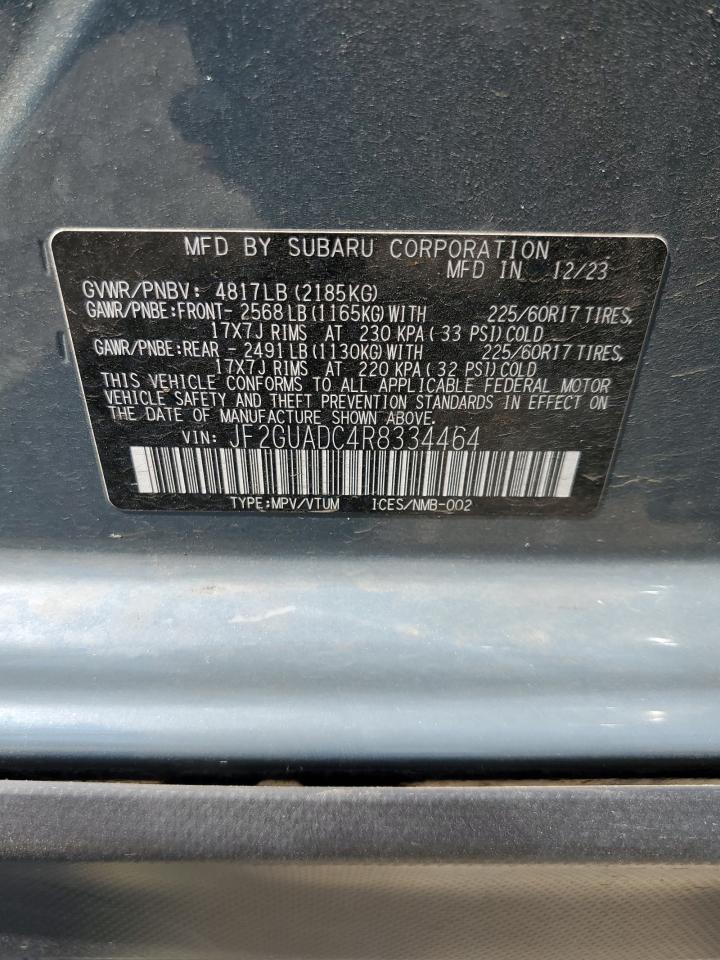 MFD BY SUBARU CORPORATION
MFD IN 12/23
GVWR/PNBV: 4817LB(2185KG)
GAWR/PNBE:FRONT- 2568LB(1165KG)WITH 225/60R17 TIRES,
17X7J RIMS AT 230 KPA(33 PSI)COLD
GAWR/PNBE:REAR - 2491LB(1130KG)WITH 225/60R17 TIRES,
17X7J RIMS AT 220 KPA(32 PSI)COLD
THIS VEHICLE CONFORMS TO ALL APPLICABLE FEDERAL MOTOR
VEHICLE SAFETY AND THEFT PREVENTION STANDARDS IN EFFECT ON
THE DATE OF MANUFACTURE SHOWN ABOVE.
VIN: JF2GUADC4R8334464
TYPE:MPV/VTUM ICES/NMB-002